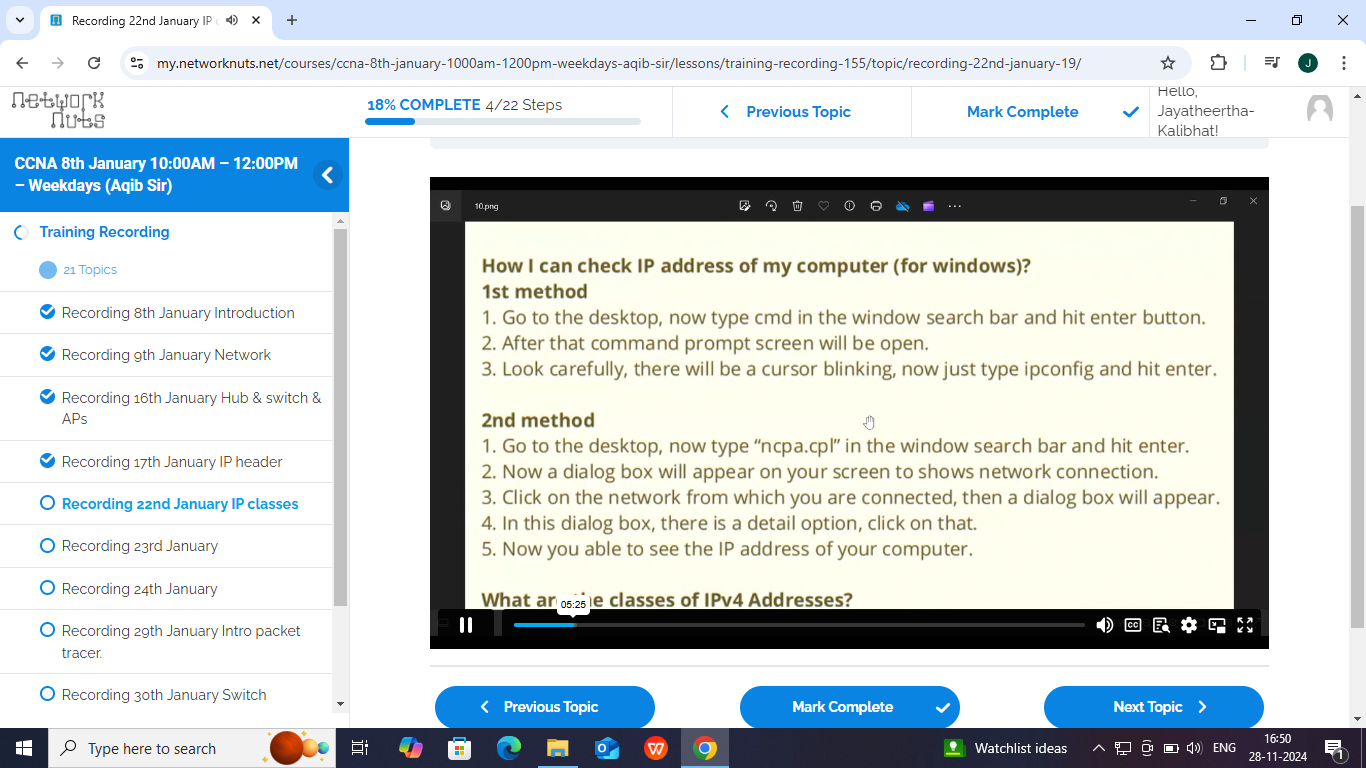 Recording 22nd January IP c
my.networknuts.net/courses/ccna-8th-january-1000am-1200pm-weekdays-aqib-sir/lessons/training-recording-155/topic/recording-22nd-january-19/
J
network
nuts
18% COMPLETE 4/22 Steps
Previous Topic
Mark Complete
Hello,
Jayatheertha-
Kalibhat!
CCNA 8th January 10:00AM – 12:00PM
– Weekdays (Aqib Sir)
Training Recording
21 Topics
Recording 8th January Introduction
Recording 9th January Network
Recording 16th January Hub & switch &
APs
Recording 17th January IP header
Recording 22nd January IP classes
Recording 23rd January
Recording 24th January
Recording 29th January Intro packet
tracer.
Recording 30th January Switch
10.png
How I can check IP address of my computer (for windows)?
1st method
1. Go to the desktop, now type cmd in the window search bar and hit enter button.
2. After that command prompt screen will be open.
3. Look carefully, there will be a cursor blinking, now just type ipconfig and hit enter.
2nd method
1. Go to the desktop, now type “ncpa.cpl” in the window search bar and hit enter.
2. Now a dialog box will appear on your screen to shows network connection.
3. Click on the network from which you are connected, then a dialog box will appear.
4. In this dialog box, there is a detail option, click on that.
5. Now you able to see the IP address of your computer.
What are the classes of IPv4 Addresses?
05:25
CC
Previous Topic
Mark Complete
Next Topic
Type here to search
Watchlist ideas
ENG
16:50
28-11-2024
1